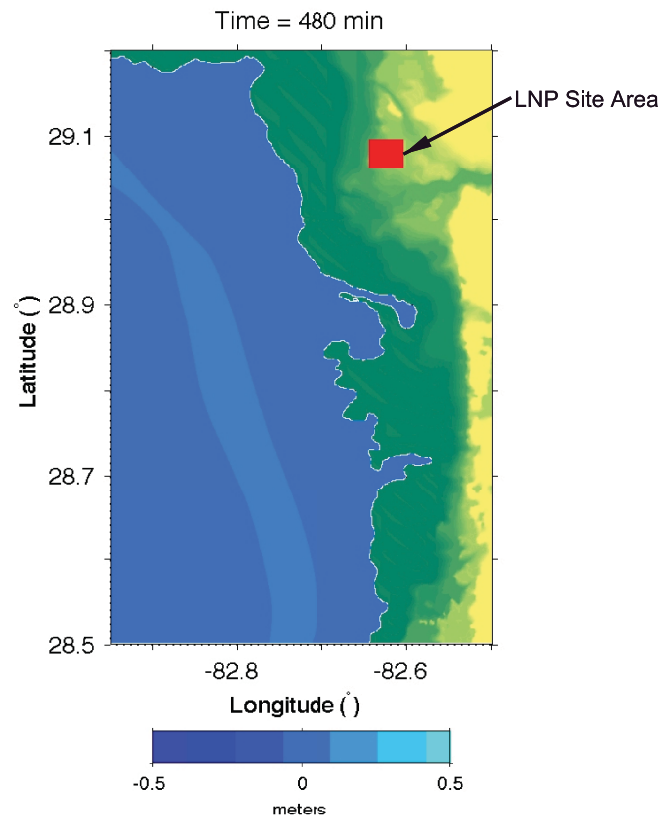 Time = 480 min
LNP Site Area
29.1
28.9
28.7
28.5
Latitude (°)
-82.8 -82.6
Longitude (°)
-0.5 0 0.5
meters